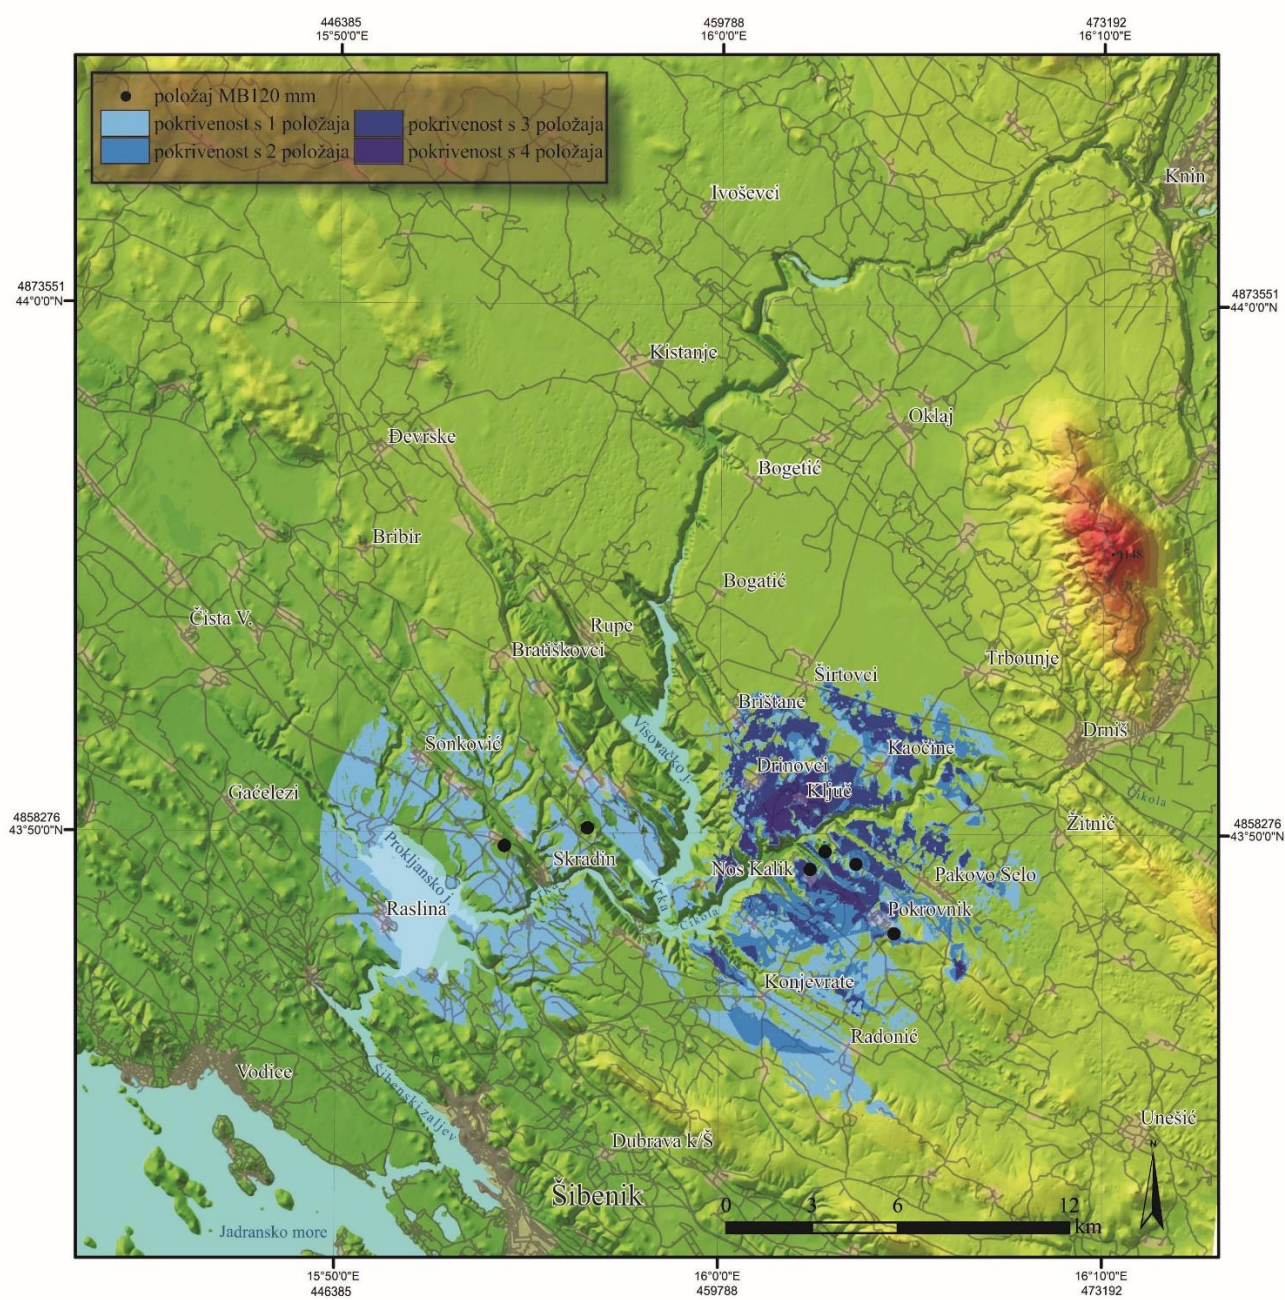 446385
15°50'0"E
459788
16°0'0"E
473192
16°10'0"E
položaj MB120 mm
pokrivenost s 1 položaja
pokrivenost s 3 položaja
pokrivenost s 2 položaja
pokrivenost s 4 položaja
Knin
Ivoševci
4873551
44°0'0"N
4873551
44°0'0"N
Kistanje
Oklaj
Đevrske
Bogetić
Bribir
1148
Bogatić
Čista V.
Rupe
Bratiškovci
Trbounje
Širtovci
Brištane
Visovačko j.
Drniš
Sonković
Kaočine
Drinovci
Gaćelezi
Ključ
Čikola
Žitnić
4858276
43°50'0"N
4858276
43°50'0"N
Prokljansko j.
Skradin
Nos Kalik
Pakovo Selo
Krka
Krka
Raslina
Čikola
Pokrovnik
Konjevrate
Radonić
Vodice
Šibenski zaljev
Unešić
Dubrava k/Š
N
Šibenik
0 3 6 12
km
Jadransko more
15°50'0"E
446385
16°0'0"E
459788
16°10'0"E
473192